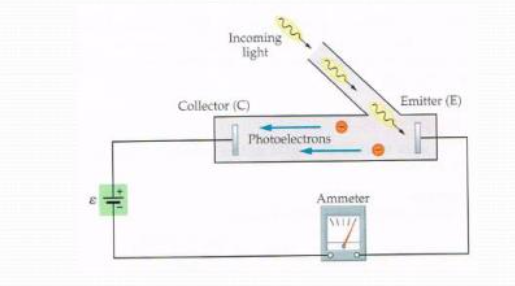 Incoming
light
Collector (C)
Emitter (E)
Photoelectrons
ε
+
−
Ammeter